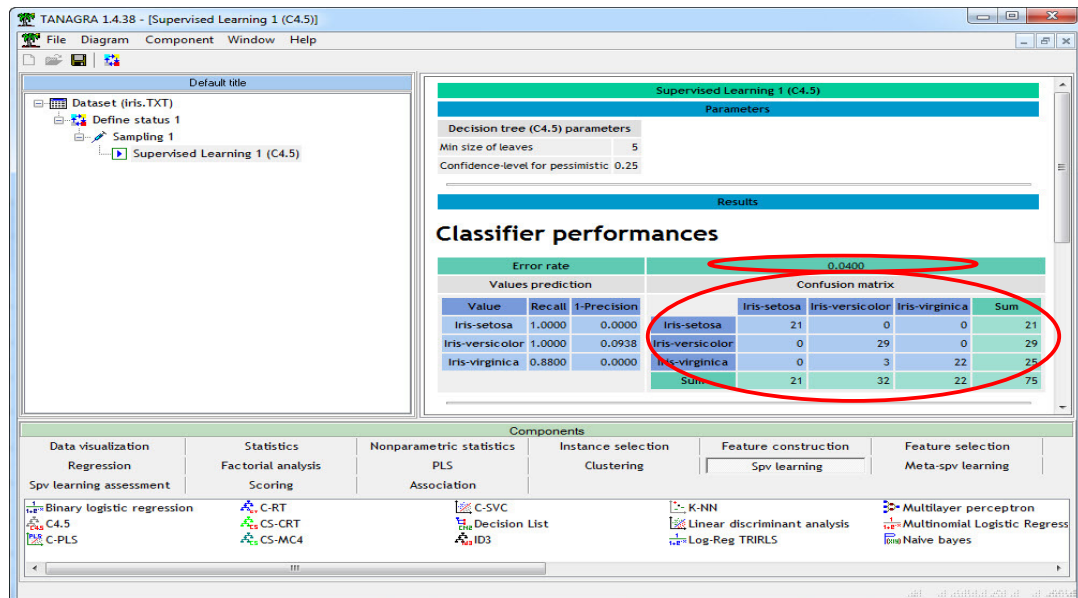 TANAGRA 1.4.38 - [Supervised Learning 1 (C4.5)]
File Diagram Component Window Help
Default title
Dataset (iris.TXT)
Define status 1
Sampling 1
Supervised Learning 1 (C4.5)
Supervised Learning 1 (C4.5)
Parameters
Decision tree (C4.5) parameters
Min size of leaves 5
Confidence-level for pessimistic 0.25
Results
Classifier performances
Error rate 0.0400
Values prediction Confusion matrix
Value Recall 1-Precision Iris-setosa Iris-versicolor Iris-virginica Sum
Iris-setosa 1.0000 0.0000 Iris-setosa 21 0 0 21
Iris-versicolor 1.0000 0.0938 Iris-versicolor 0 29 0 29
Iris-virginica 0.8800 0.0000 Iris-virginica 0 3 22 25
Sum 21 32 22 75
Components
Data visualization Statistics Nonparametric statistics Instance selection Feature construction Feature selection
Regression Factorial analysis PLS Clustering Spv learning Meta-spv learning
Spv learning assessment Scoring Association
Binary logistic regression C-RT C-SVC K-NN Multilayer perceptron
C4.5 CS-CRT Decision List Linear discriminant analysis Multinomial Logistic Regress
C-PLS CS-MC4 ID3 Log-Reg TRIRLS Naive bayes